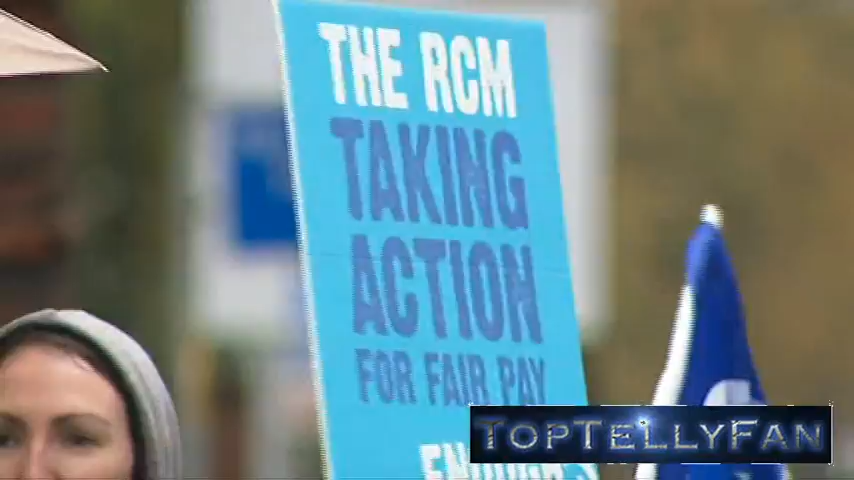 THE RCM
TAKING
ACTION
FOR FAIR PAY
TOPTELLYFAN